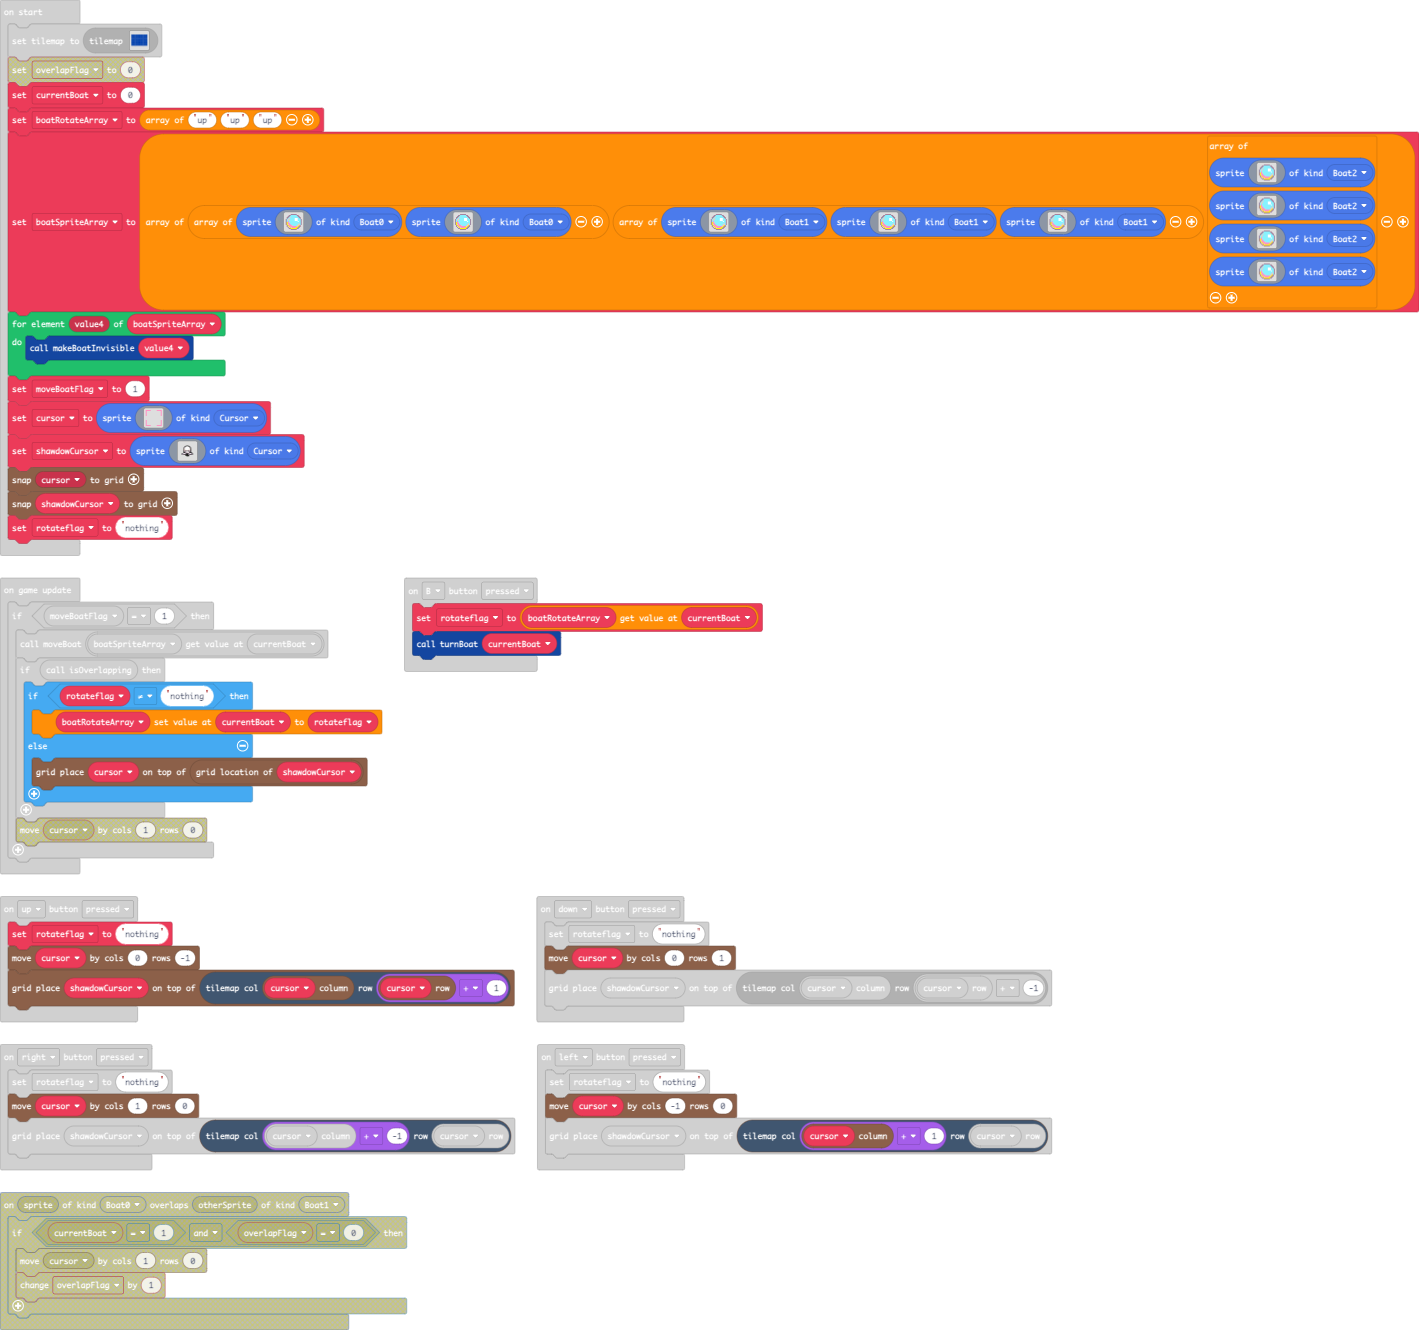 on start
set tilemap to tilemap
set overlapFlag to 0
set currentBoat to 0
set boatRotateArray to array of "up" "up" "up"
set boatSpriteArray to array of array of sprite of kind Boat0 sprite of kind Boat0 array of sprite of kind Boat1 sprite of kind Boat1 sprite of kind Boat1 array of
sprite of kind Boat2
sprite of kind Boat2
sprite of kind Boat2
sprite of kind Boat2
for element value4 of boatSpriteArray
do call makeBoatInvisible value4
set moveBoatFlag to 1
set cursor to sprite of kind Cursor
set shawdowCursor to sprite of kind Cursor
snap cursor to grid
snap shawdowCursor to grid
set rotateflag to "nothing"
on game update
if moveBoatFlag = 1 then
call moveBoat boatSpriteArray get value at currentBoat
if call isOverlapping then
if rotateflag ≠ "nothing" then
boatRotateArray set value at currentBoat to rotateflag
else
grid place cursor on top of grid location of shawdowCursor
move cursor by cols 1 rows 0
on B button pressed
set rotateflag to boatRotateArray get value at currentBoat
call turnBoat currentBoat
on up button pressed
set rotateflag to "nothing"
move cursor by cols 0 rows -1
grid place shawdowCursor on top of tilemap col cursor column row cursor row + 1
on down button pressed
set rotateflag to "nothing"
move cursor by cols 0 rows 1
grid place shawdowCursor on top of tilemap col cursor column row cursor row + -1
on right button pressed
set rotateflag to "nothing"
move cursor by cols 1 rows 0
grid place shawdowCursor on top of tilemap col cursor column + -1 row cursor row
on left button pressed
set rotateflag to "nothing"
move cursor by cols -1 rows 0
grid place shawdowCursor on top of tilemap col cursor column + 1 row cursor row
on sprite of kind Boat0 overlaps otherSprite of kind Boat1
if currentBoat = 1 and overlapFlag = 0 then
move cursor by cols 1 rows 0
change overlapFlag by 1